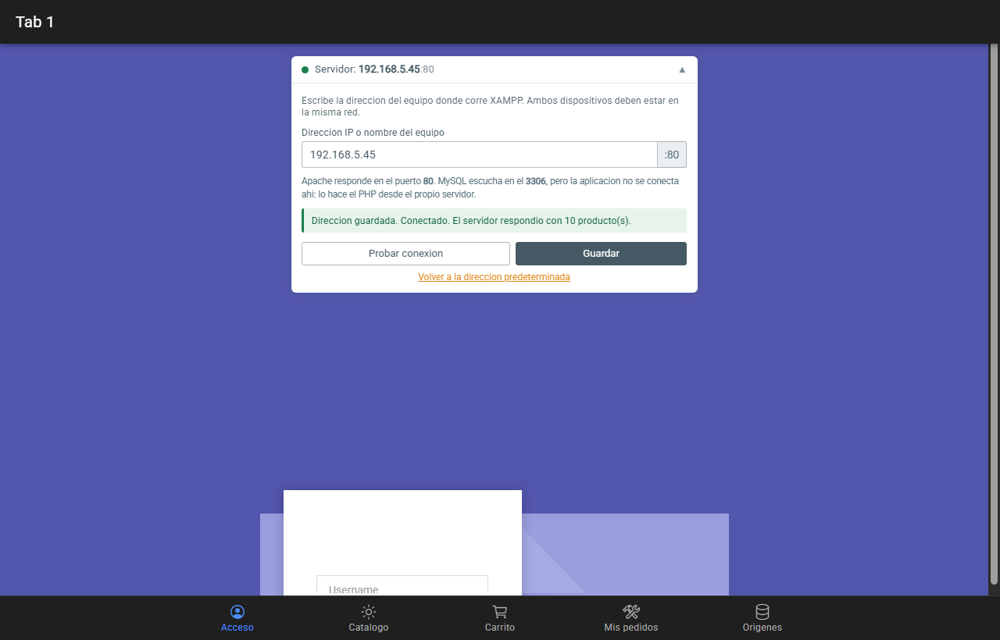 Tab 1
Servidor: 192.168.5.45:80 ▲
Escribe la direccion del equipo donde corre XAMPP. Ambos dispositivos deben estar en
la misma red.
Direccion IP o nombre del equipo
192.168.5.45 :80
Apache responde en el puerto 80. MySQL escucha en el 3306, pero la aplicacion no se conecta
ahi: lo hace el PHP desde el propio servidor.
Direccion guardada. Conectado. El servidor respondio con 10 producto(s).
Probar conexion Guardar
Volver a la direccion predeterminada
Username
Acceso Catalogo Carrito Mis pedidos Origenes